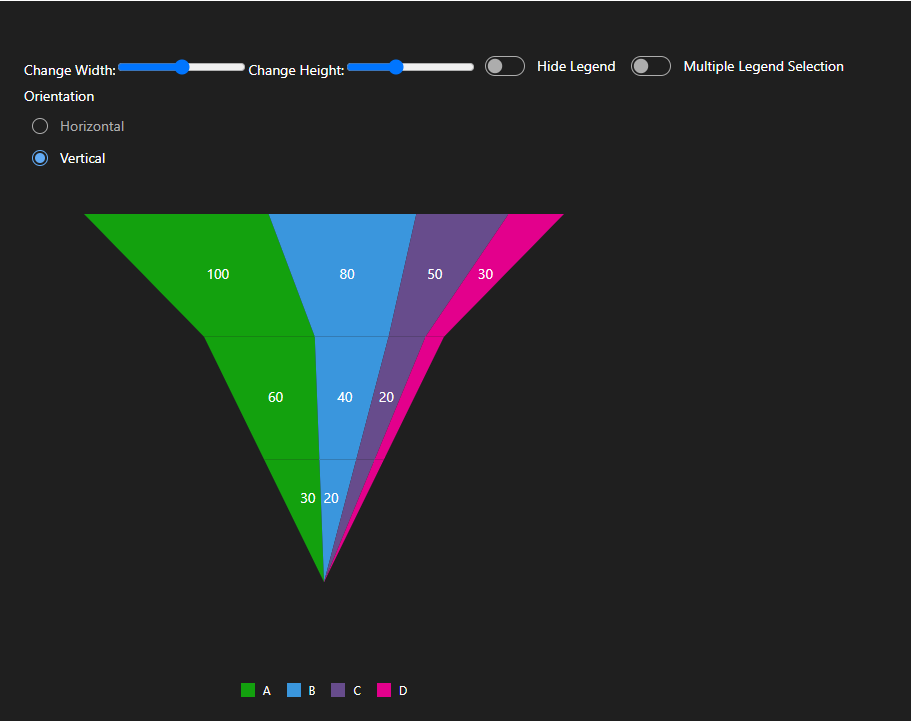 Change Width: Change Height: Hide Legend Multiple Legend Selection
Orientation
Horizontal
Vertical
100 80 50 30
60 40 20
30 20
A B C D